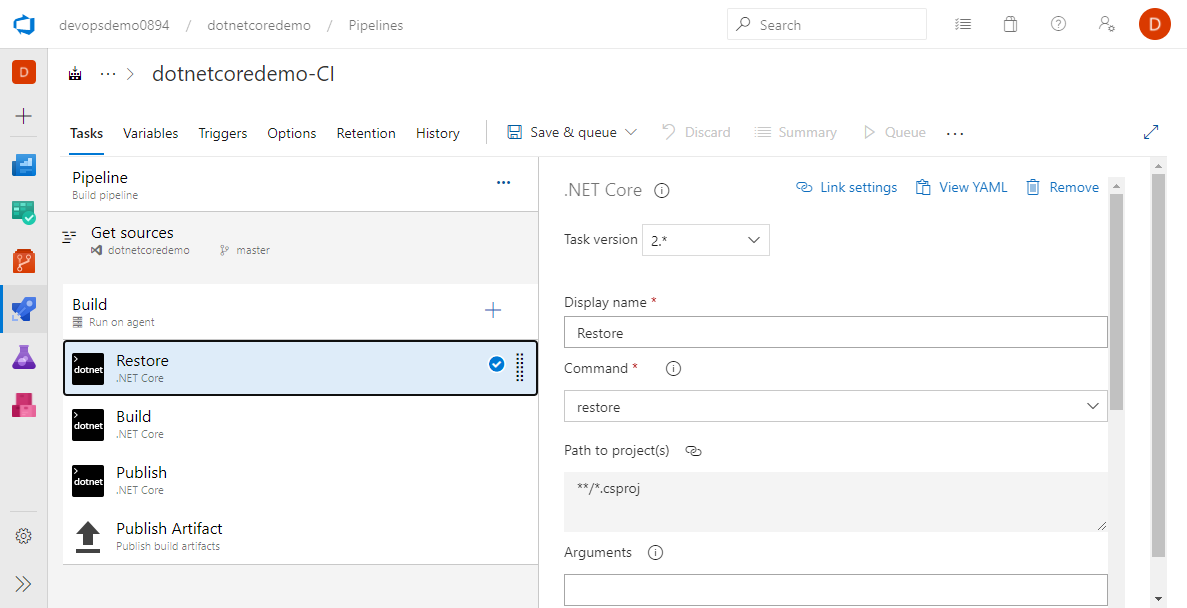 devopsdemo0894 / dotnetcoredemo / Pipelines
Search
D
D
··· > dotnetcoredemo-CI
Tasks Variables Triggers Options Retention History
Save & queue Discard Summary Queue ···
Pipeline
Build pipeline
Get sources
dotnetcoredemo master
Build
Run on agent
dotnet
Restore
.NET Core
dotnet
Build
.NET Core
dotnet
Publish
.NET Core
Publish Artifact
Publish build artifacts
.NET Core
Link settings View YAML Remove
Task version 2.*
Display name *
Restore
Command *
restore
Path to project(s)
**/*.csproj
Arguments